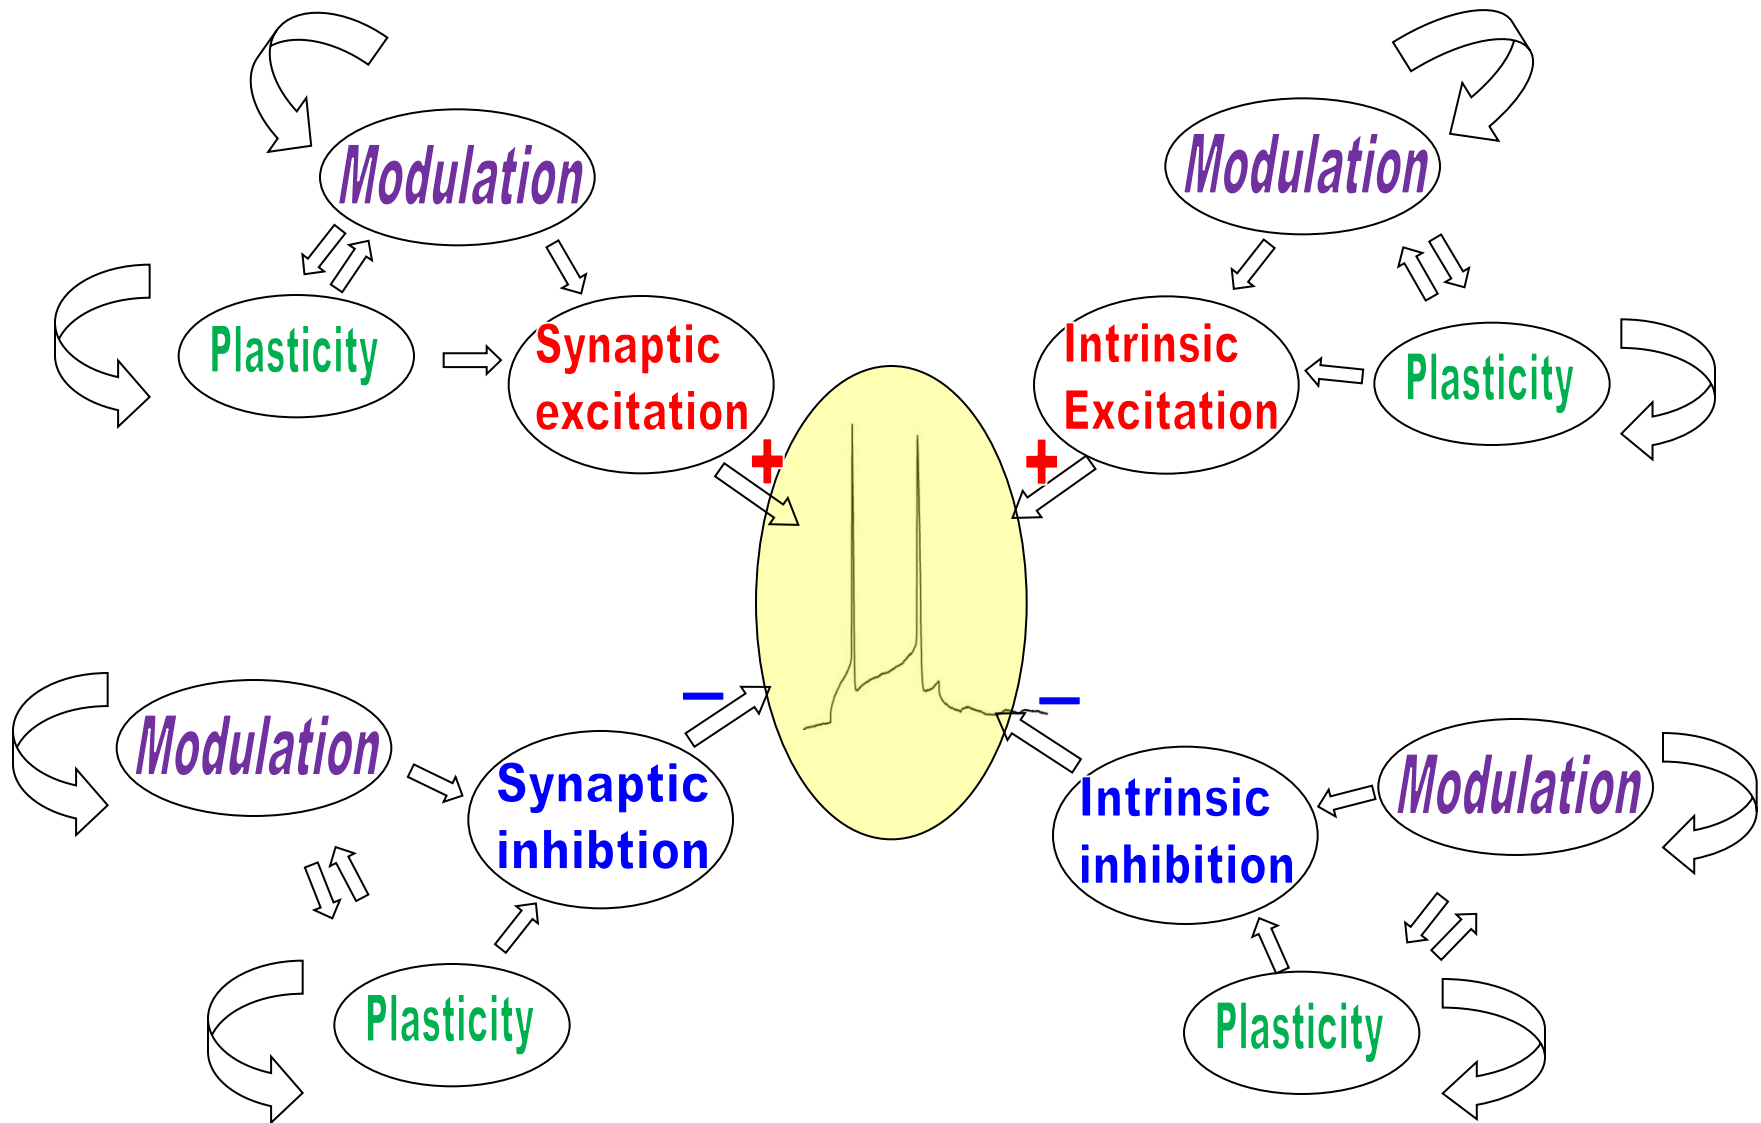 Modulation
Plasticity
Synaptic
excitation
+
Modulation
Intrinsic
Excitation
Plasticity
+
Modulation
Synaptic
inhibtion
Plasticity
–
Intrinsic
inhibition
Modulation
Plasticity
–